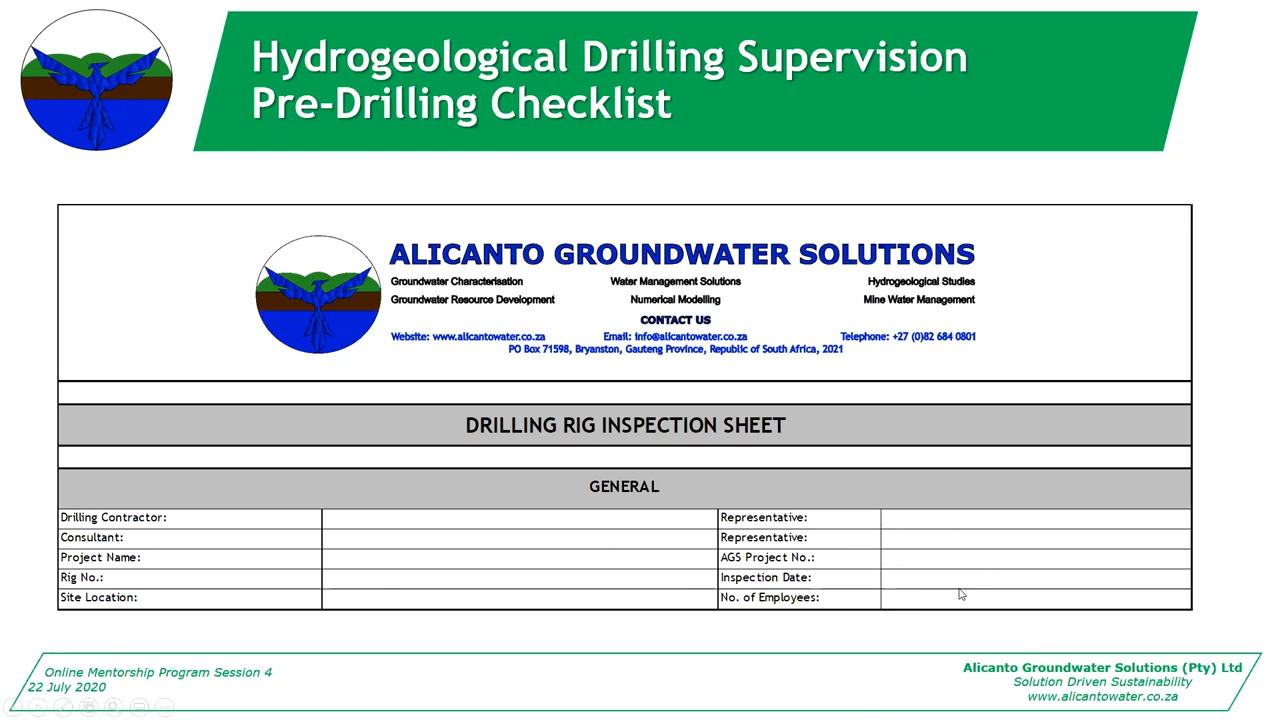 Hydrogeological Drilling Supervision
Pre-Drilling Checklist
ALICANTO GROUNDWATER SOLUTIONS
Groundwater Characterisation Water Management Solutions Hydrogeological Studies
Groundwater Resource Development Numerical Modelling Mine Water Management
CONTACT US
Website: www.alicantowater.co.za Email: info@alicantowater.co.za Telephone: +27 (0)82 684 0801
PO Box 71598, Bryanston, Gauteng Province, Republic of South Africa, 2021
DRILLING RIG INSPECTION SHEET
GENERAL
Drilling Contractor: Representative:
Consultant: Representative:
Project Name: AGS Project No.:
Rig No.: Inspection Date:
Site Location: No. of Employees:
Online Mentorship Program Session 4
22 July 2020
Alicanto Groundwater Solutions (Pty) Ltd
Solution Driven Sustainability
www.alicantowater.co.za